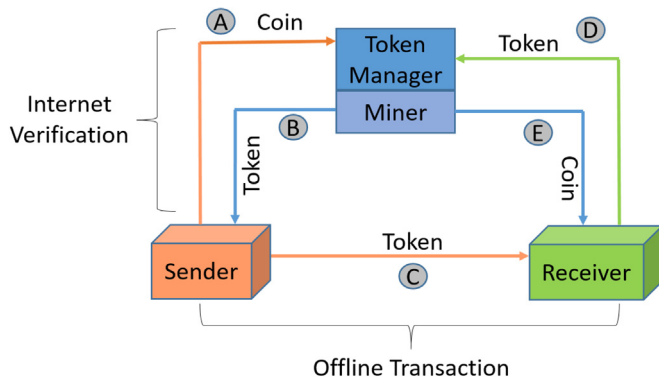 A
Coin
Token
Manager
Miner
Token
D
Internet
Verification
B
Token
E
Coin
Sender
Token
C
Receiver
Offline Transaction